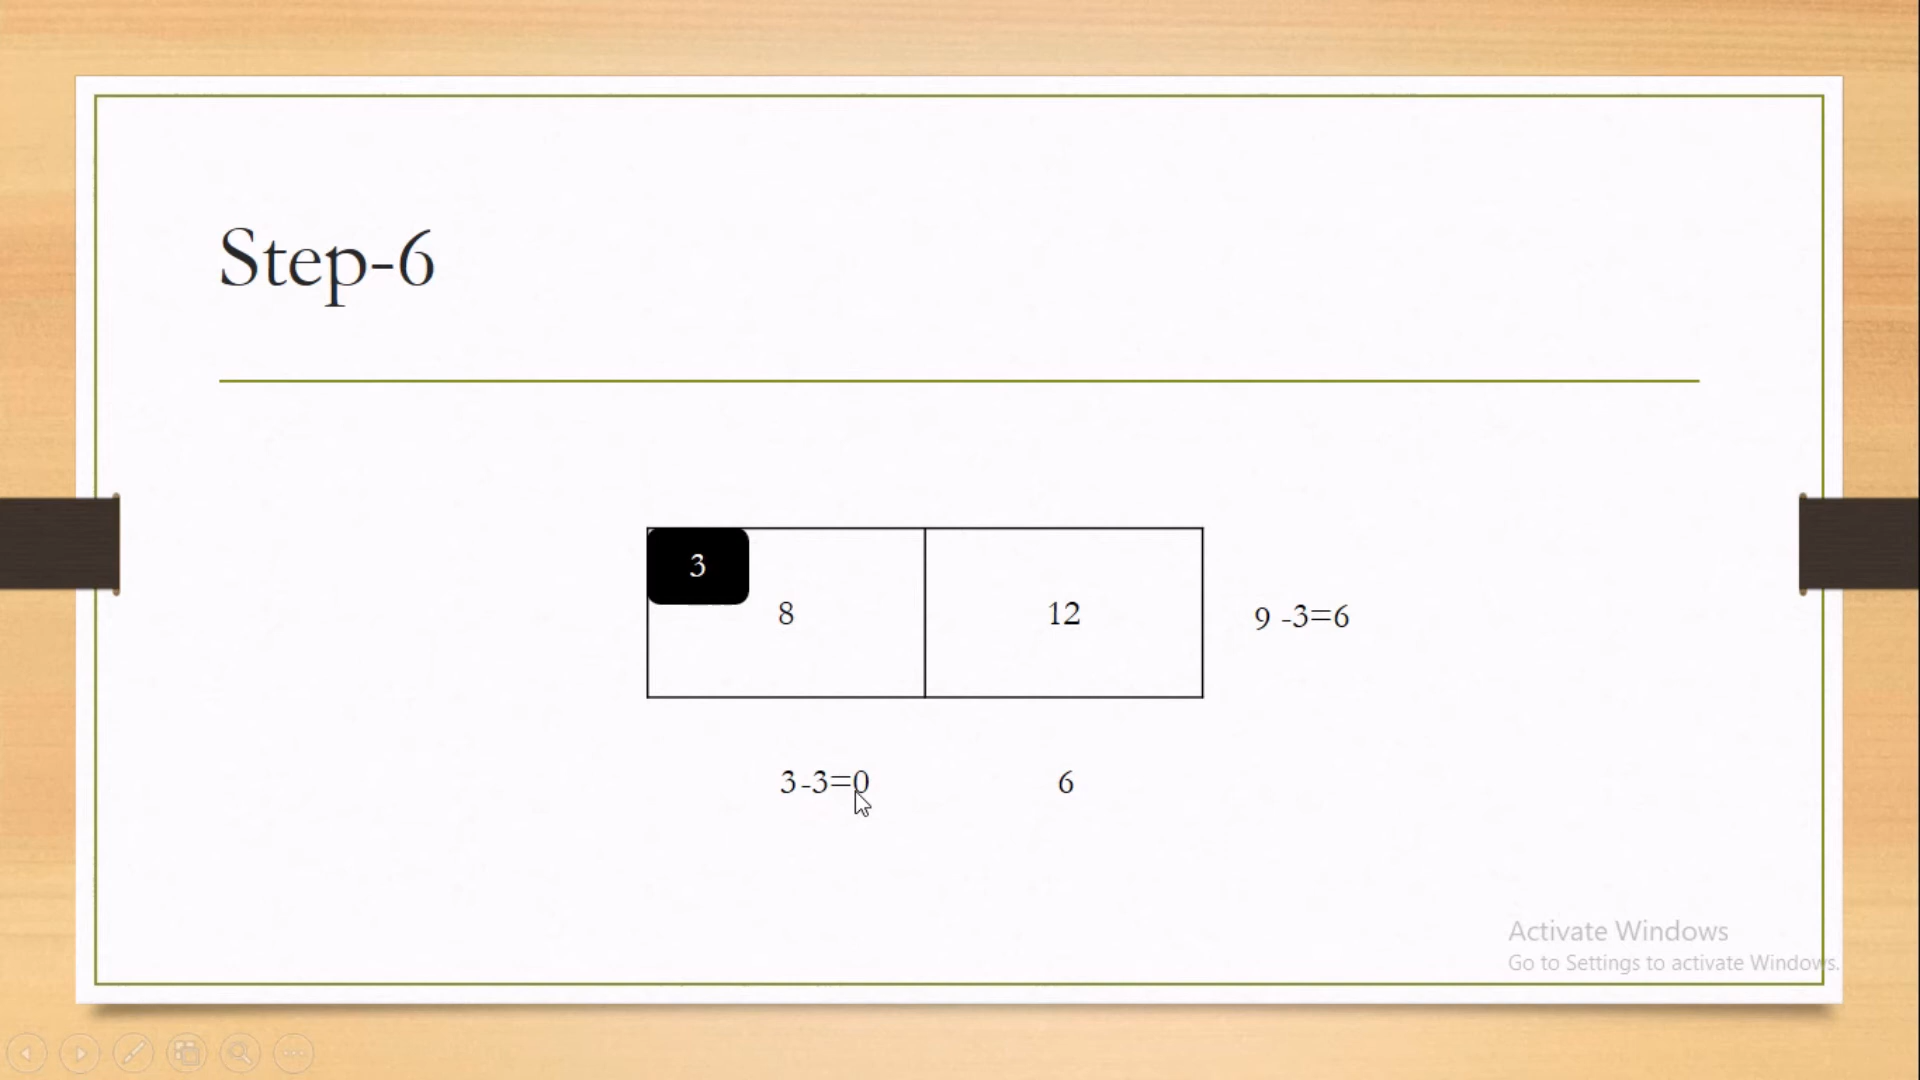 Step-6
3
8 12 9 -3=6
3-3=0 6
Activate Windows
Go to Settings to activate Windows.